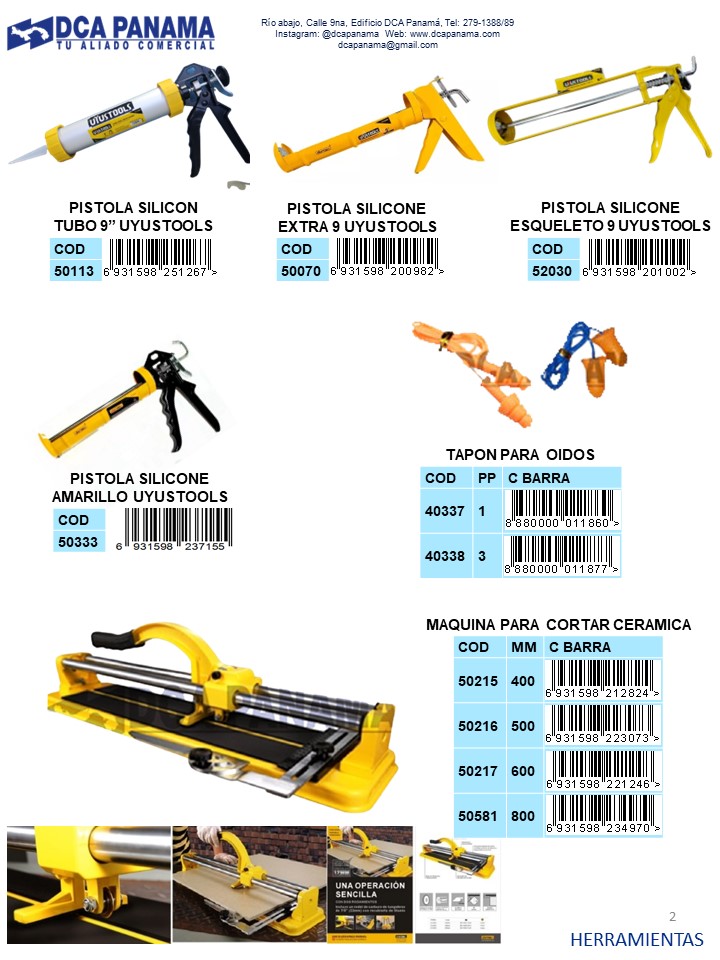 DCA PANAMA
TU ALIADO COMERCIAL
Río abajo, Calle 9na, Edificio DCA Panamá, Tel: 279-1388/89
Instagram: @dcapanama Web: www.dcapanama.com
dcapanama@gmail.com
UYUSTOOLS
UYUSTOOLS
PISTOLA SILICON
TUBO 9” UYUSTOOLS
COD
50113
6 931598 251267 >
PISTOLA SILICONE
EXTRA 9 UYUSTOOLS
COD
50070
6 931598 200982 >
PISTOLA SILICONE
ESQUELETO 9 UYUSTOOLS
COD
52030
6 931598 201002 >
PISTOLA SILICONE
AMARILLO UYUSTOOLS
COD
50333
6 931598 237155
TAPON PARA OIDOS
COD PP C BARRA
40337 1 8 880000 011860 >
40338 3 8 880000 011877 >
MAQUINA PARA CORTAR CERAMICA
COD MM C BARRA
50215 400 6 931598 212824 >
50216 500 6 931598 223073 >
50217 600 6 931598 221246 >
50581 800 6 931598 234970 >
DCA PANAMA
UNA OPERACIÓN
SENCILLA
2
HERRAMIENTAS